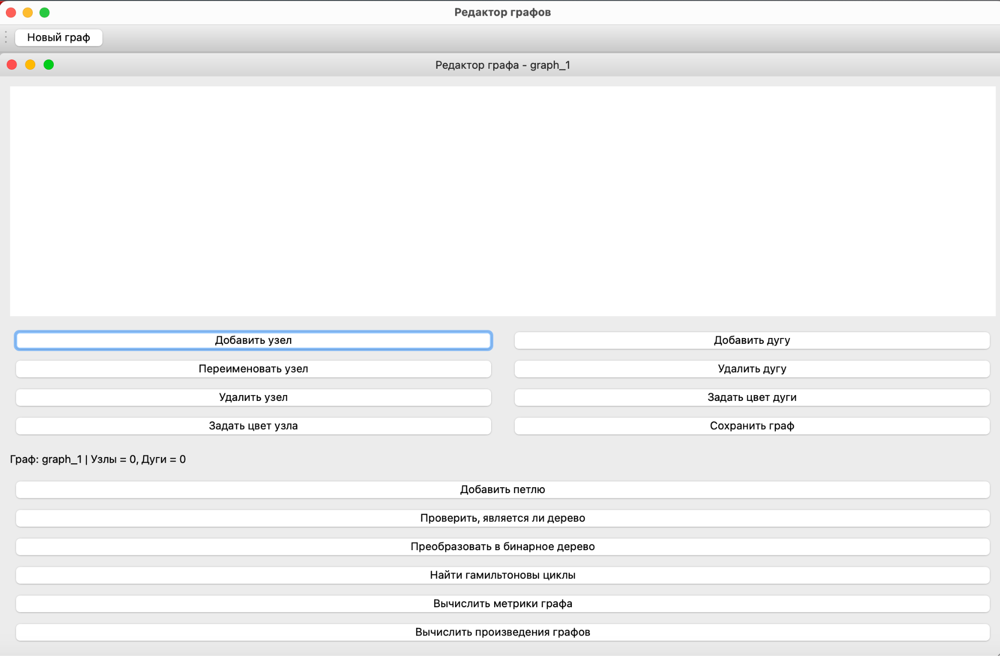 Редактор графов
Новый граф
Редактор графа - graph_1
Добавить узел
Добавить дугу
Переименовать узел
Удалить дугу
Удалить узел
Задать цвет дуги
Задать цвет узла
Сохранить граф
Граф: graph_1 | Узлы = 0, Дуги = 0
Добавить петлю
Проверить, является ли дерево
Преобразовать в бинарное дерево
Найти гамильтоновы циклы
Вычислить метрики графа
Вычислить произведения графов